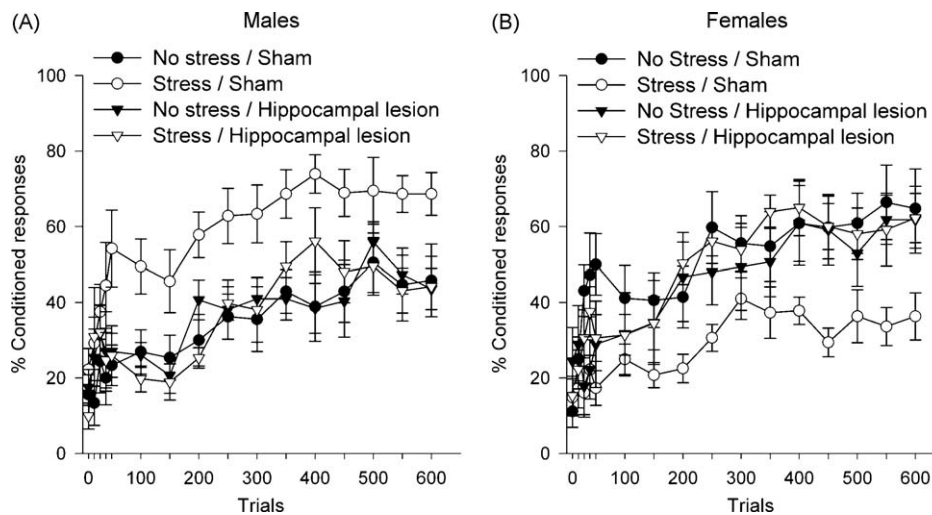 (A) Males
No stress / Sham
Stress / Sham
No stress / Hippocampal lesion
Stress / Hippocampal lesion
% Conditioned responses
100
80
60
40
20
0
0 100 200 300 400 500 600
Trials
(B) Females
No Stress / Sham
Stress / Sham
No Stress / Hippocampal lesion
Stress / Hippocampal lesion
% Conditioned responses
100
80
60
40
20
0
0 100 200 300 400 500 600
Trials